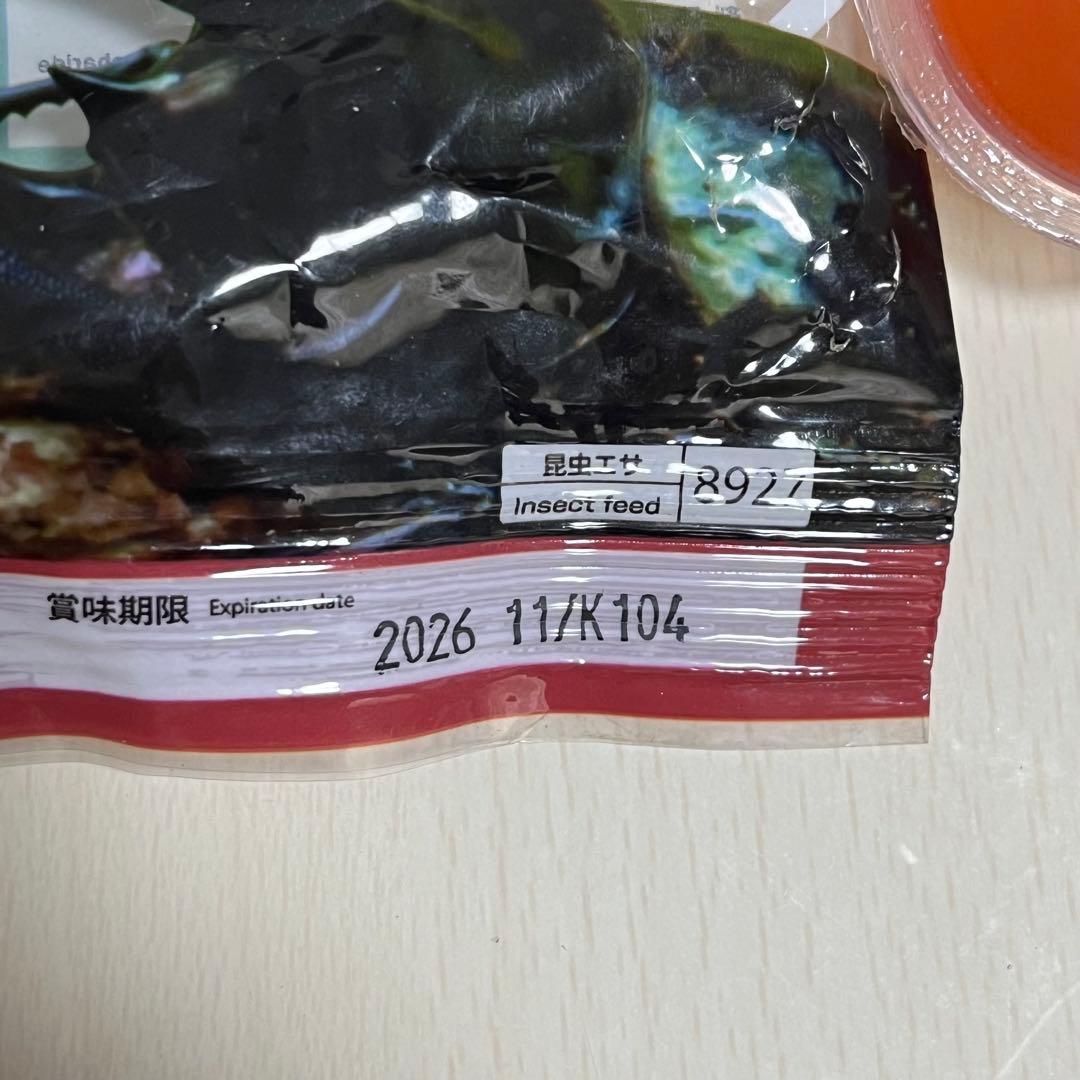 昆虫エサ
Insect feed
8927
賞味期限 Expiration date
2026 11/K104